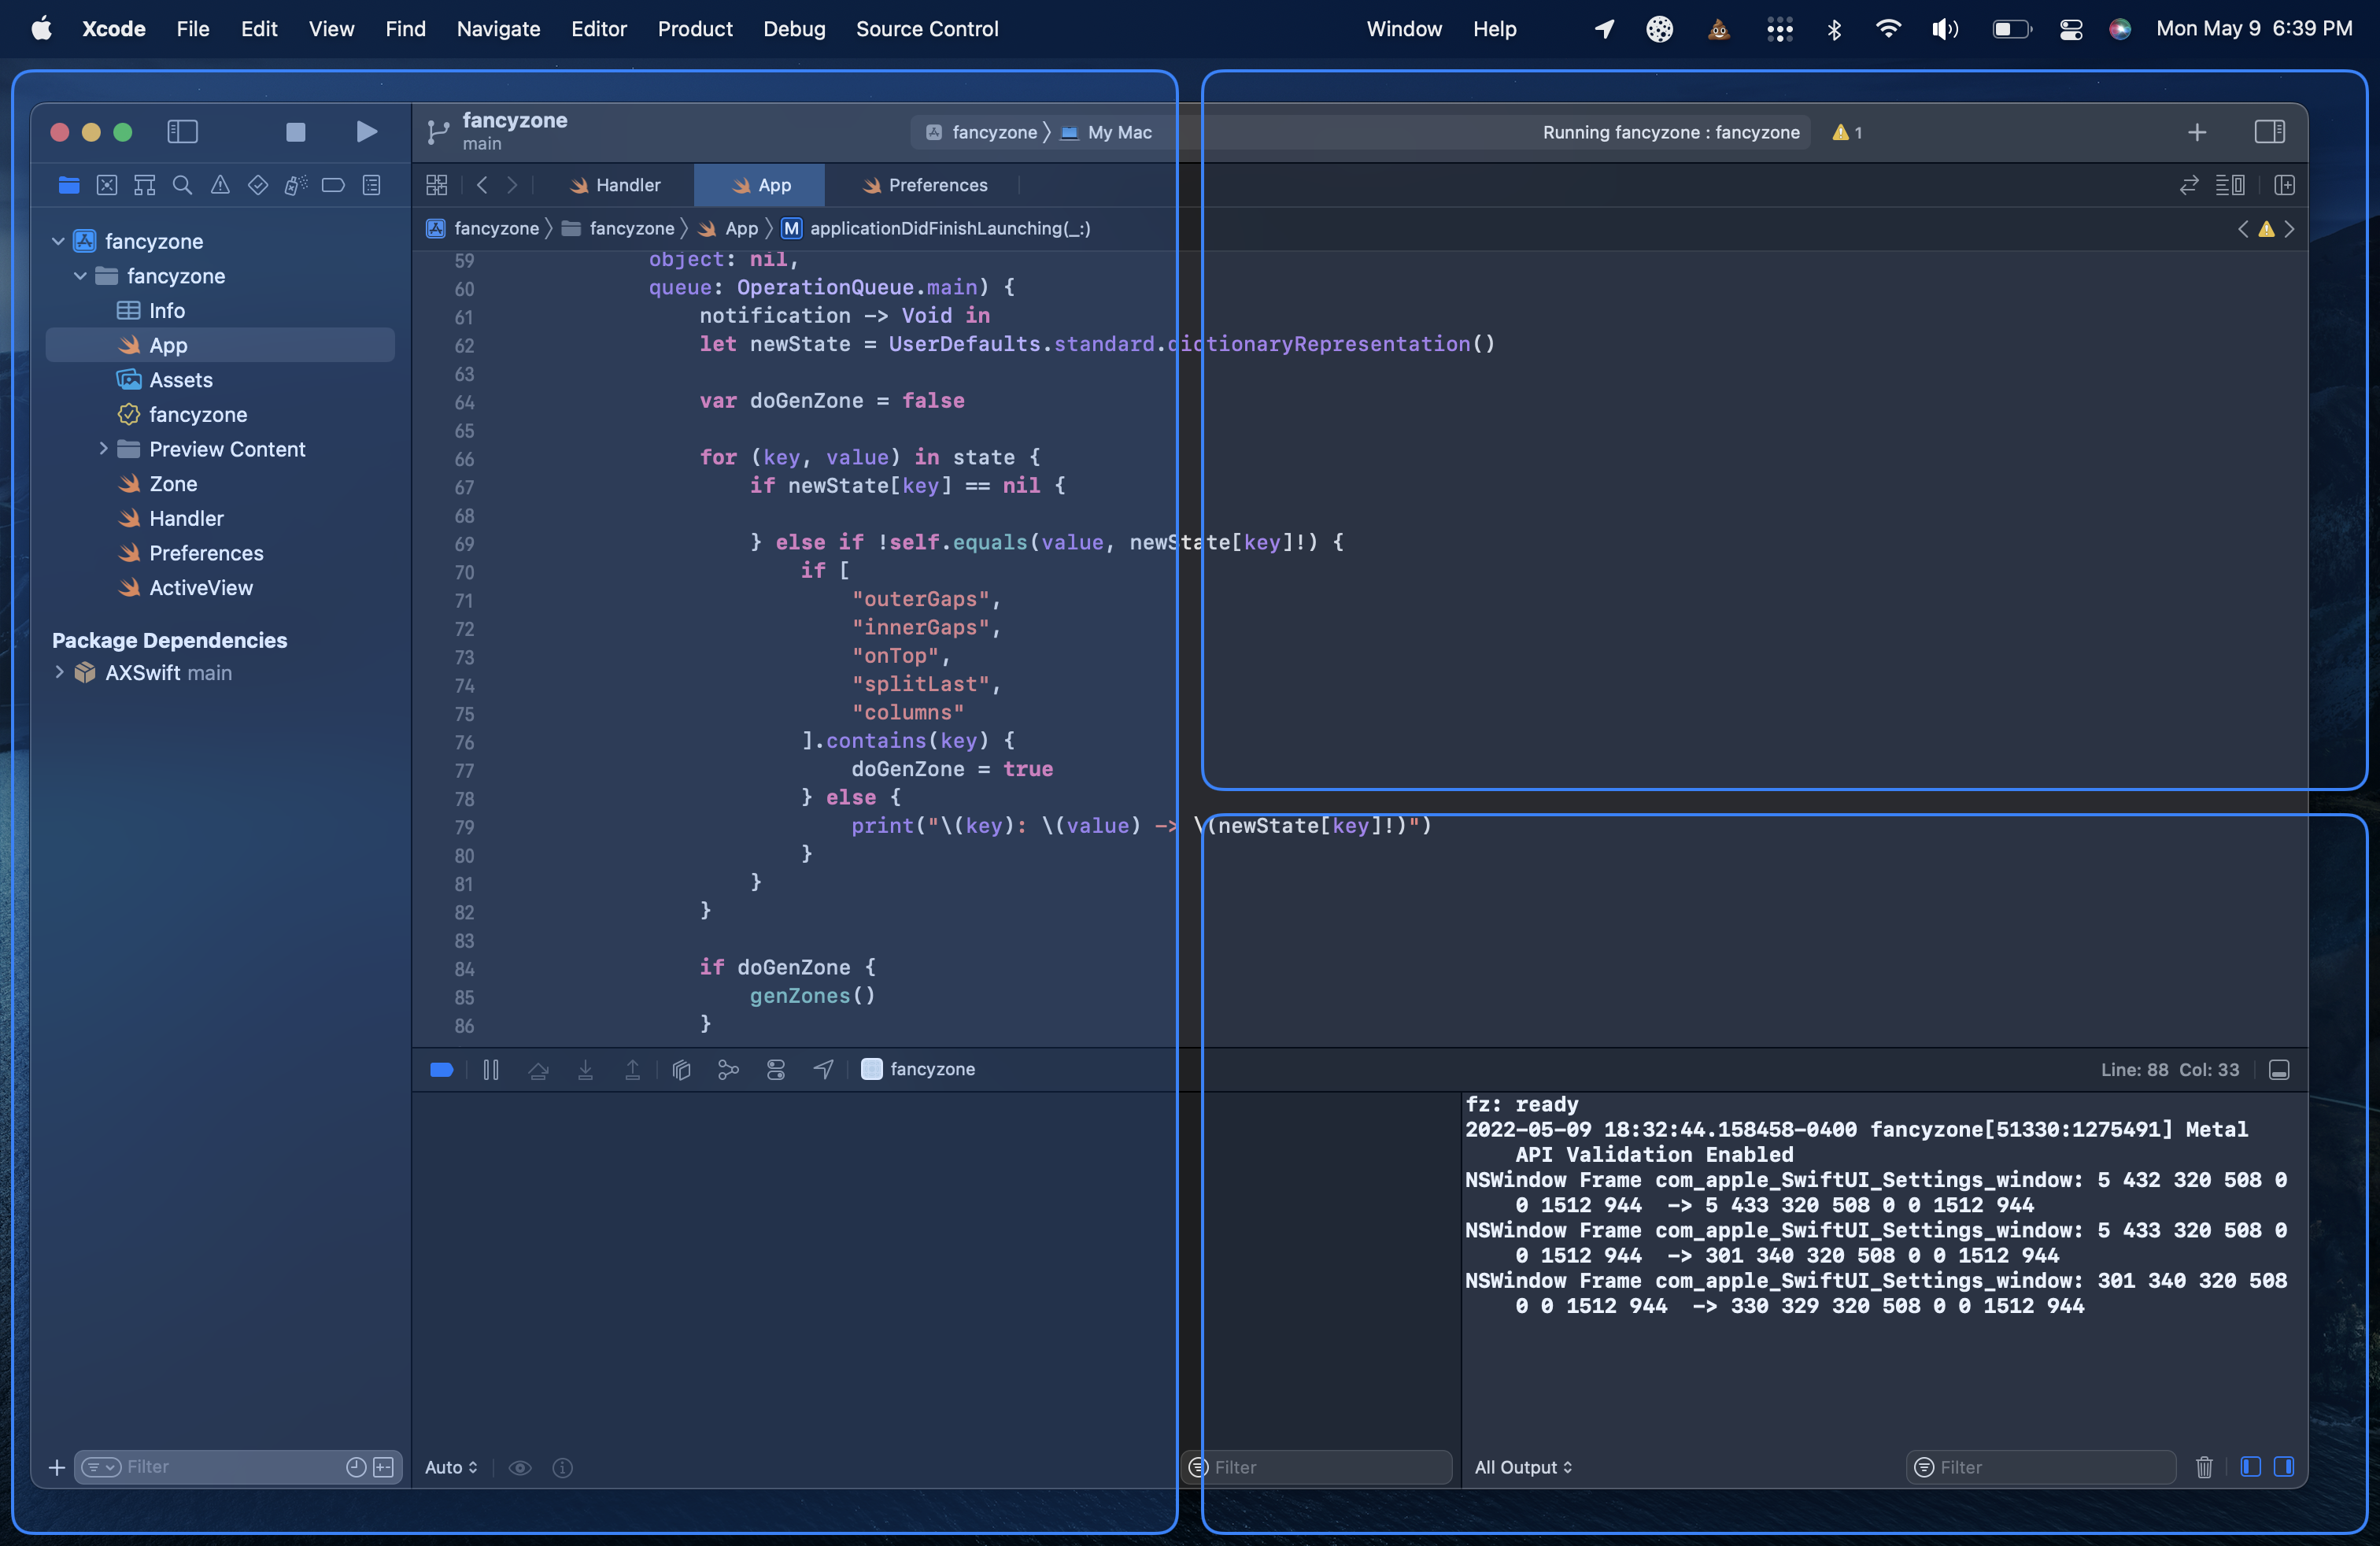 Xcode File Edit View Find Navigate Editor Product Debug Source Control Window Help Mon May 9 6:39 PM
fancyzone
main
fancyzone My Mac
Running fancyzone : fancyzone 1
Handler App Preferences
fancyzone fancyzone App M applicationDidFinishLaunching(_:)
fancyzone
fancyzone
Info
App
Assets
fancyzone
Preview Content
Zone
Handler
Preferences
ActiveView
Package Dependencies
AXSwift main
Filter
59 object: nil,
60 queue: OperationQueue.main) {
61 notification -> Void in
62 let newState = UserDefaults.standard.dictionaryRepresentation()
63
64 var doGenZone = false
65
66 for (key, value) in state {
67 if newState[key] == nil {
68
69 } else if !self.equals(value, newState[key]!) {
70 if [
71 "outerGaps",
72 "innerGaps",
73 "onTop",
74 "splitLast",
75 "columns"
76 ].contains(key) {
77 doGenZone = true
78 } else {
79 print("\(key): \(value) -> \(newState[key]!)")
80 }
81 }
82 }
83
84 if doGenZone {
85 genZones()
86 }
fancyzone
Line: 88 Col: 33
Auto
Filter
fz: ready
2022-05-09 18:32:44.158458-0400 fancyzone[51330:1275491] Metal
API Validation Enabled
NSWindow Frame com_apple_SwiftUI_Settings_window: 5 432 320 508 0
0 1512 944 -> 5 433 320 508 0 0 1512 944
NSWindow Frame com_apple_SwiftUI_Settings_window: 5 433 320 508 0
0 1512 944 -> 301 340 320 508 0 0 1512 944
NSWindow Frame com_apple_SwiftUI_Settings_window: 301 340 320 508
0 0 1512 944 -> 330 329 320 508 0 0 1512 944
All Output
Filter